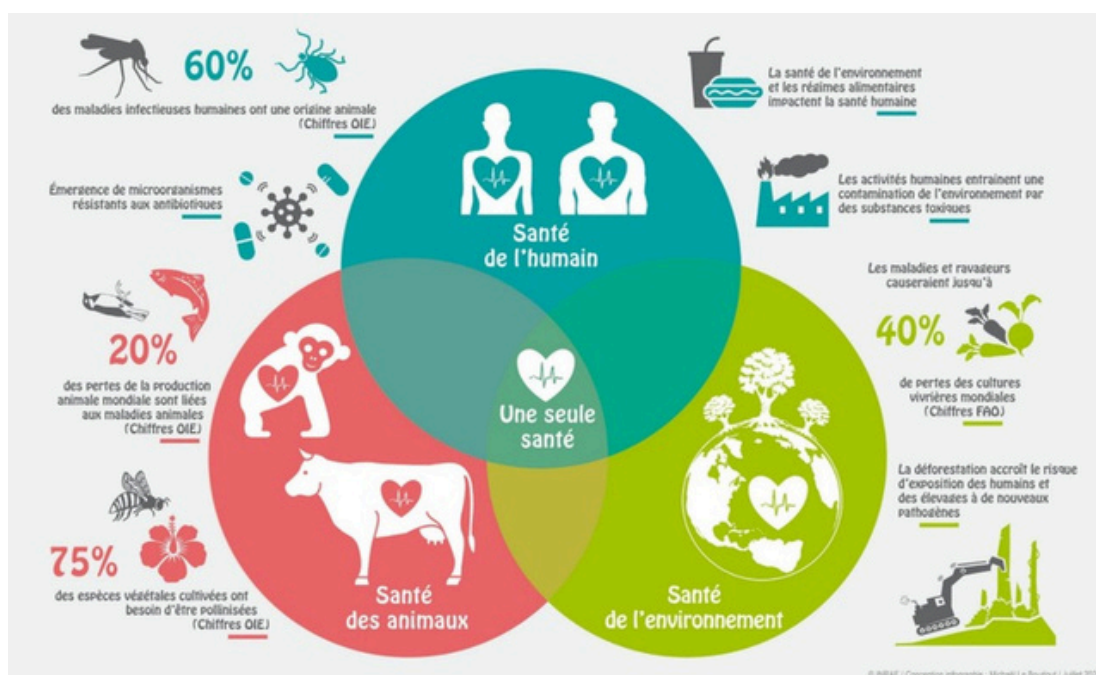 60%
des maladies infectieuses humaines ont une origine animale
(Chiffres OIE)
Émergence de microorganismes
résistants aux antibiotiques
20%
des pertes de la production
animale mondiale sont liées
aux maladies animales
(Chiffres OIE)
75%
des espèces végétales cultivées ont
besoin d'être pollinisées
(Chiffres OIE)
Santé
de l'humain
Une seule
santé
Santé
des animaux
Santé
de l'environnement
La santé de l'environnement
et les régimes alimentaires
impactent la santé humaine
Les activités humaines entrainent une
contamination de l'environnement par
des substances toxiques
Les maladies et ravageurs
causeraient jusqu'à
40%
de pertes des cultures
vivrières mondiales
(Chiffres FAO)
La déforestation accroît le risque
d'exposition des humains et
des élevages à de nouveaux
pathogènes